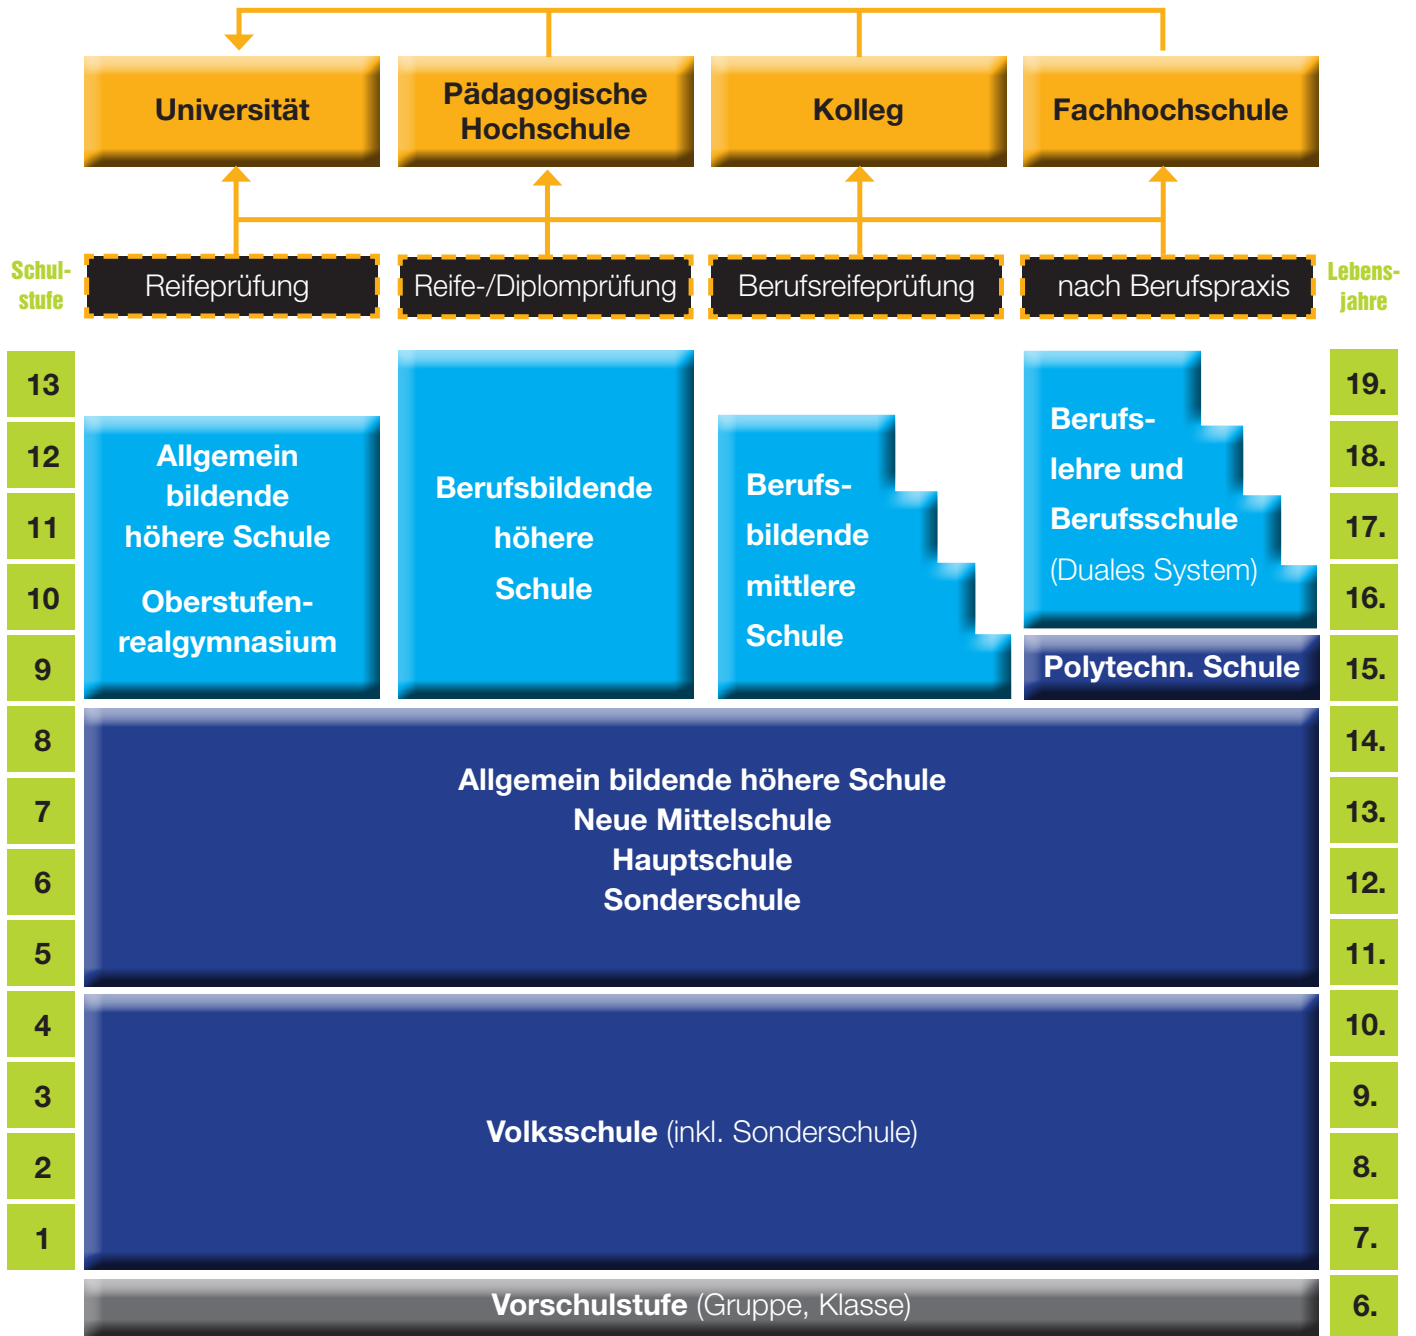 Universität
Pädagogische
Hochschule
Kolleg
Fachhochschule
Schul-
stufe
Reifeprüfung
Reife-/Diplomprüfung
Berufsreifeprüfung
nach Berufspraxis
Lebens-
jahre
13
12
11
10
9
8
7
6
5
4
3
2
1
Allgemein
bildende
höhere Schule
Oberstufen-
realgymnasium
Berufsbildende
höhere
Schule
Berufs-
bildende
mittlere
Schule
Berufs-
lehre und
Berufsschule
(Duales System)
Polytechn. Schule
Allgemein bildende höhere Schule
Neue Mittelschule
Hauptschule
Sonderschule
Volksschule (inkl. Sonderschule)
Vorschulstufe (Gruppe, Klasse)
19.
18.
17.
16.
15.
14.
13.
12.
11.
10.
9.
8.
7.
6.